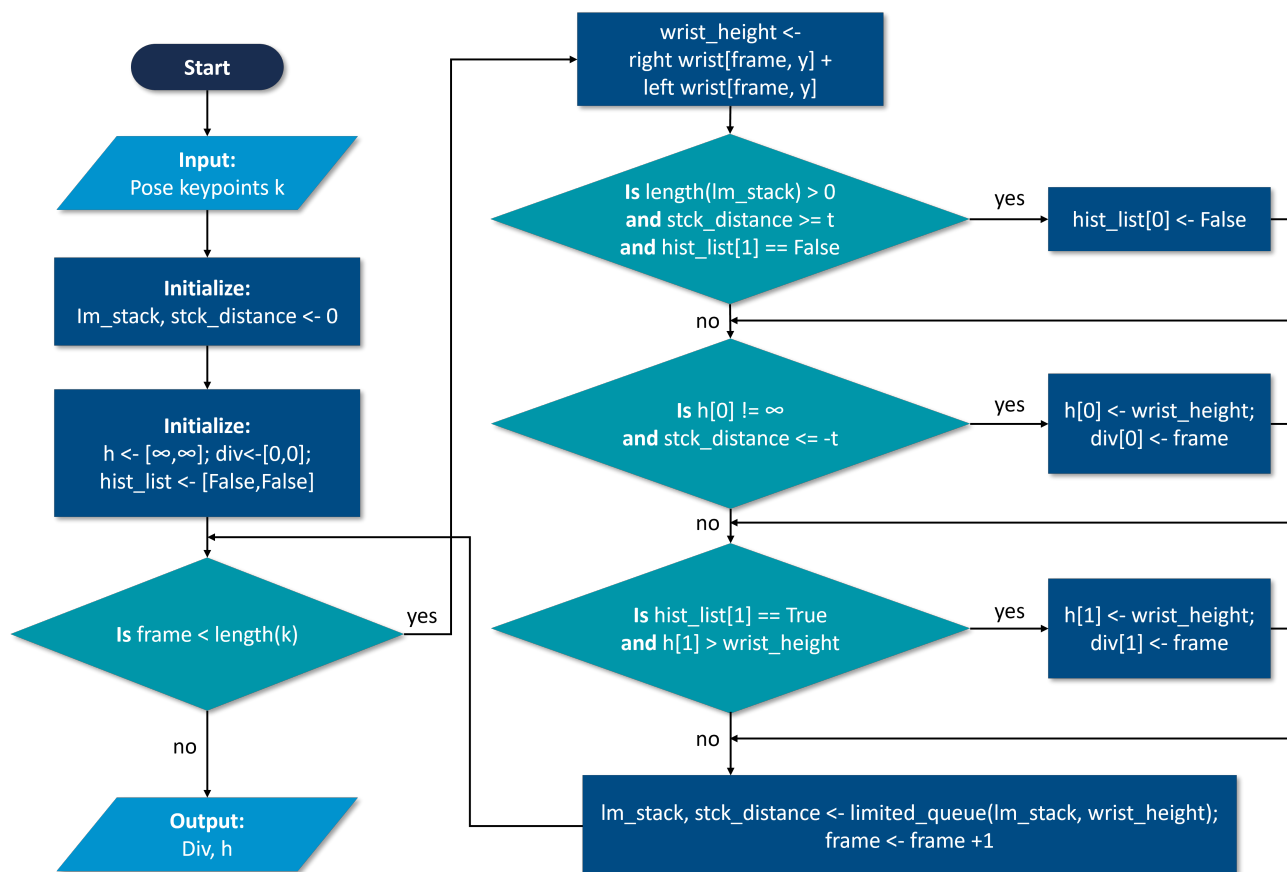 Start
Input:
Pose keypoints k
Initialize:
lm_stack, stck_distance <- 0
Initialize:
h <- [∞,∞]; div<-[0,0];
hist_list <- [False,False]
Is frame < length(k)
yes
no
Output:
Div, h
wrist_height <-
right wrist[frame, y] +
left wrist[frame, y]
Is length(lm_stack) > 0
and stck_distance >= t
and hist_list[1] == False
yes
hist_list[0] <- False
no
Is h[0] != ∞
and stck_distance <= -t
yes
h[0] <- wrist_height;
div[0] <- frame
no
Is hist_list[1] == True
and h[1] > wrist_height
yes
h[1] <- wrist_height;
div[1] <- frame
no
lm_stack, stck_distance <- limited_queue(lm_stack, wrist_height);
frame <- frame +1